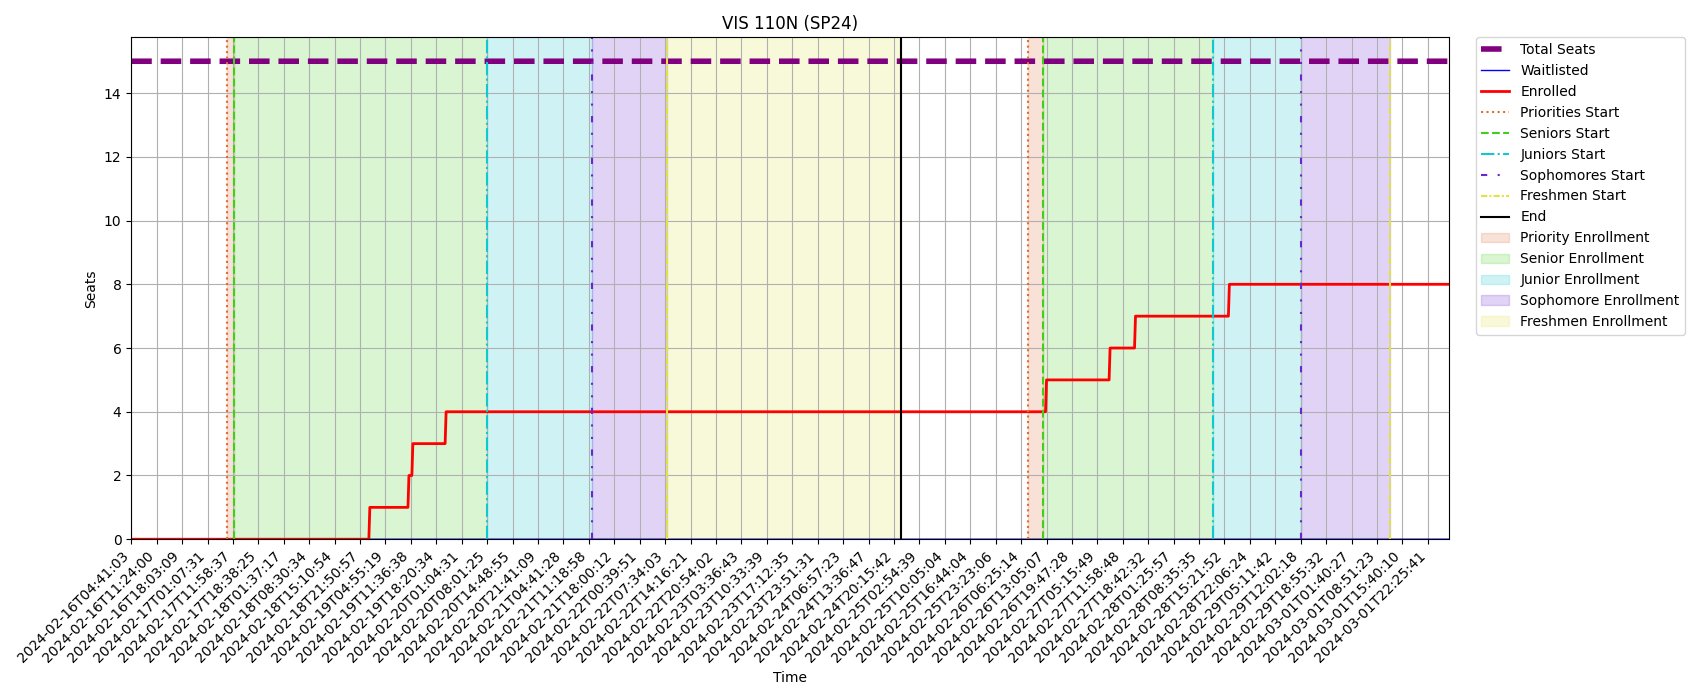 VIS 110N (SP24)
Seats
14
12
10
8
6
4
2
0
2024-02-16T04:41:03
2024-02-16T11:24:00
2024-02-16T18:03:09
2024-02-17T01:07:31
2024-02-17T11:58:37
2024-02-17T18:38:25
2024-02-18T01:37:17
2024-02-18T08:30:34
2024-02-18T15:10:54
2024-02-18T21:50:57
2024-02-19T04:55:19
2024-02-19T11:36:38
2024-02-19T18:20:34
2024-02-20T01:04:31
2024-02-20T08:01:25
2024-02-20T14:48:55
2024-02-20T21:41:09
2024-02-21T04:41:28
2024-02-21T11:18:58
2024-02-21T18:00:12
2024-02-22T00:39:51
2024-02-22T07:34:03
2024-02-22T14:16:21
2024-02-22T20:54:02
2024-02-23T03:36:43
2024-02-23T10:33:39
2024-02-23T17:12:35
2024-02-23T23:51:31
2024-02-24T06:57:23
2024-02-24T13:36:47
2024-02-24T20:15:42
2024-02-25T02:54:39
2024-02-25T10:05:04
2024-02-25T16:44:04
2024-02-25T23:23:06
2024-02-26T06:25:14
2024-02-26T13:05:07
2024-02-26T19:47:28
2024-02-27T05:15:49
2024-02-27T11:58:48
2024-02-27T18:42:32
2024-02-28T01:25:57
2024-02-28T08:35:35
2024-02-28T15:21:52
2024-02-28T22:06:24
2024-02-29T05:11:42
2024-02-29T12:02:18
2024-02-29T18:55:32
2024-03-01T01:40:27
2024-03-01T08:51:23
2024-03-01T15:40:10
2024-03-01T22:25:41
Time
Total Seats
Waitlisted
Enrolled
Priorities Start
Seniors Start
Juniors Start
Sophomores Start
Freshmen Start
End
Priority Enrollment
Senior Enrollment
Junior Enrollment
Sophomore Enrollment
Freshmen Enrollment